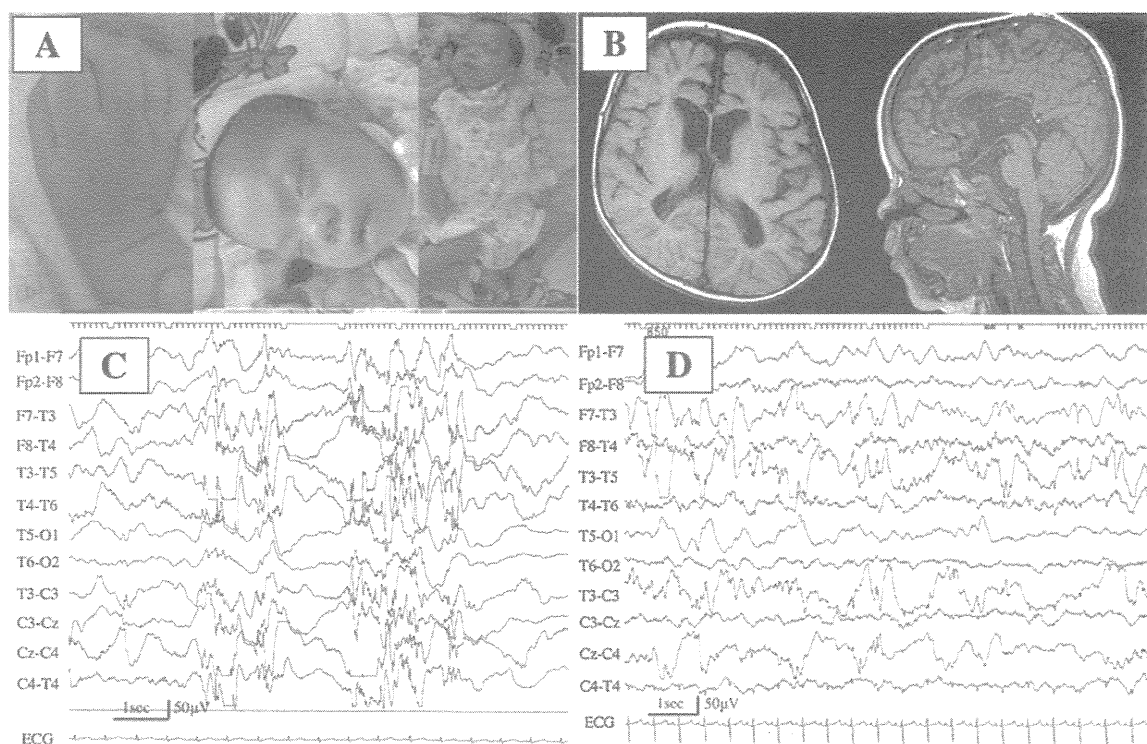 A
B
C
Fp1-F7
Fp2-F8
F7-T3
F8-T4
T3-T5
T4-T6
T5-O1
T6-O2
T3-C3
C3-Cz
Cz-C4
C4-T4
1sec
50µV
ECG
D
850
Fp1-F7
Fp2-F8
F7-T3
F8-T4
T3-T5
T4-T6
T5-O1
T6-O2
T3-C3
C3-Cz
Cz-C4
C4-T4
1sec
50µV
ECG